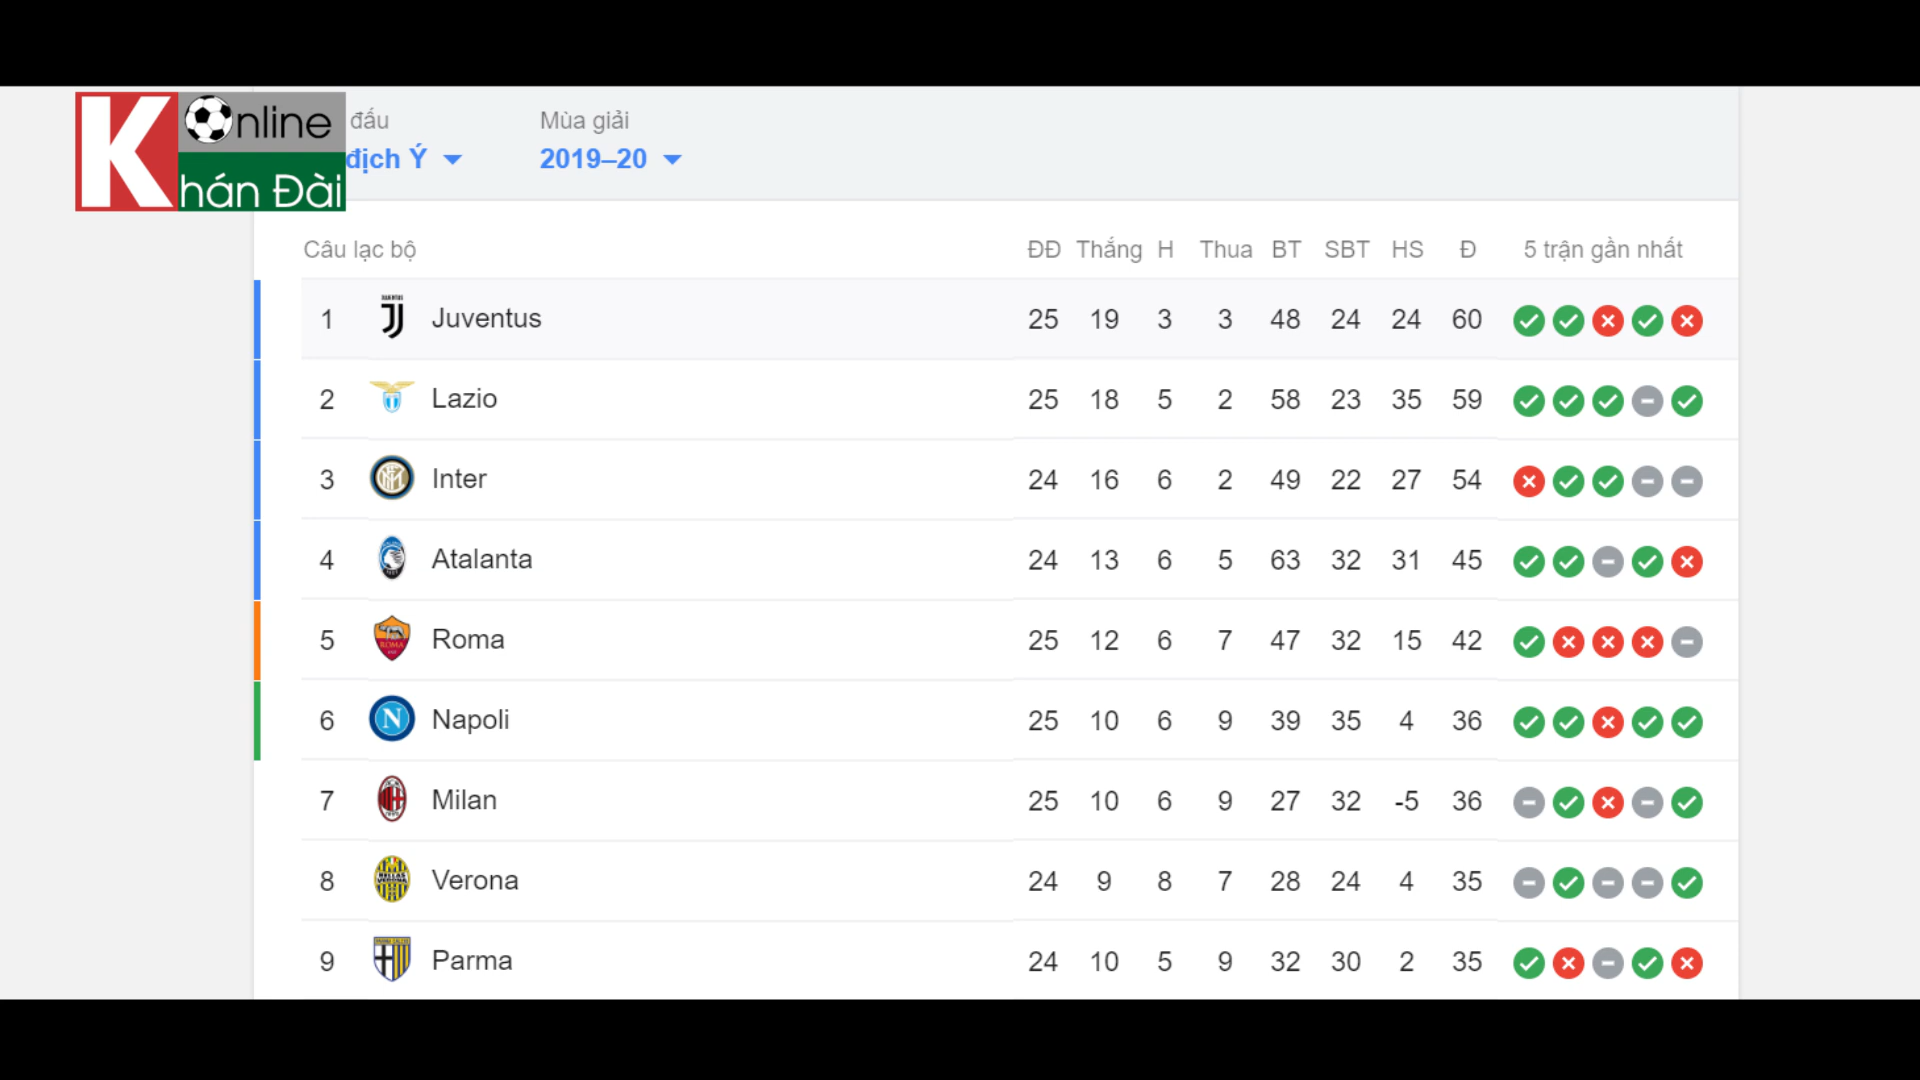 Online
Khán Đài
đấu
địch Ý
Mùa giải
2019–20
Câu lạc bộ ĐĐ Thắng H Thua BT SBT HS Đ 5 trận gần nhất
1 Juventus 25 19 3 3 48 24 24 60
2 Lazio 25 18 5 2 58 23 35 59
3 Inter 24 16 6 2 49 22 27 54
4 Atalanta 24 13 6 5 63 32 31 45
5 Roma 25 12 6 7 47 32 15 42
6 Napoli 25 10 6 9 39 35 4 36
7 Milan 25 10 6 9 27 32 -5 36
8 Verona 24 9 8 7 28 24 4 35
9 Parma 24 10 5 9 32 30 2 35